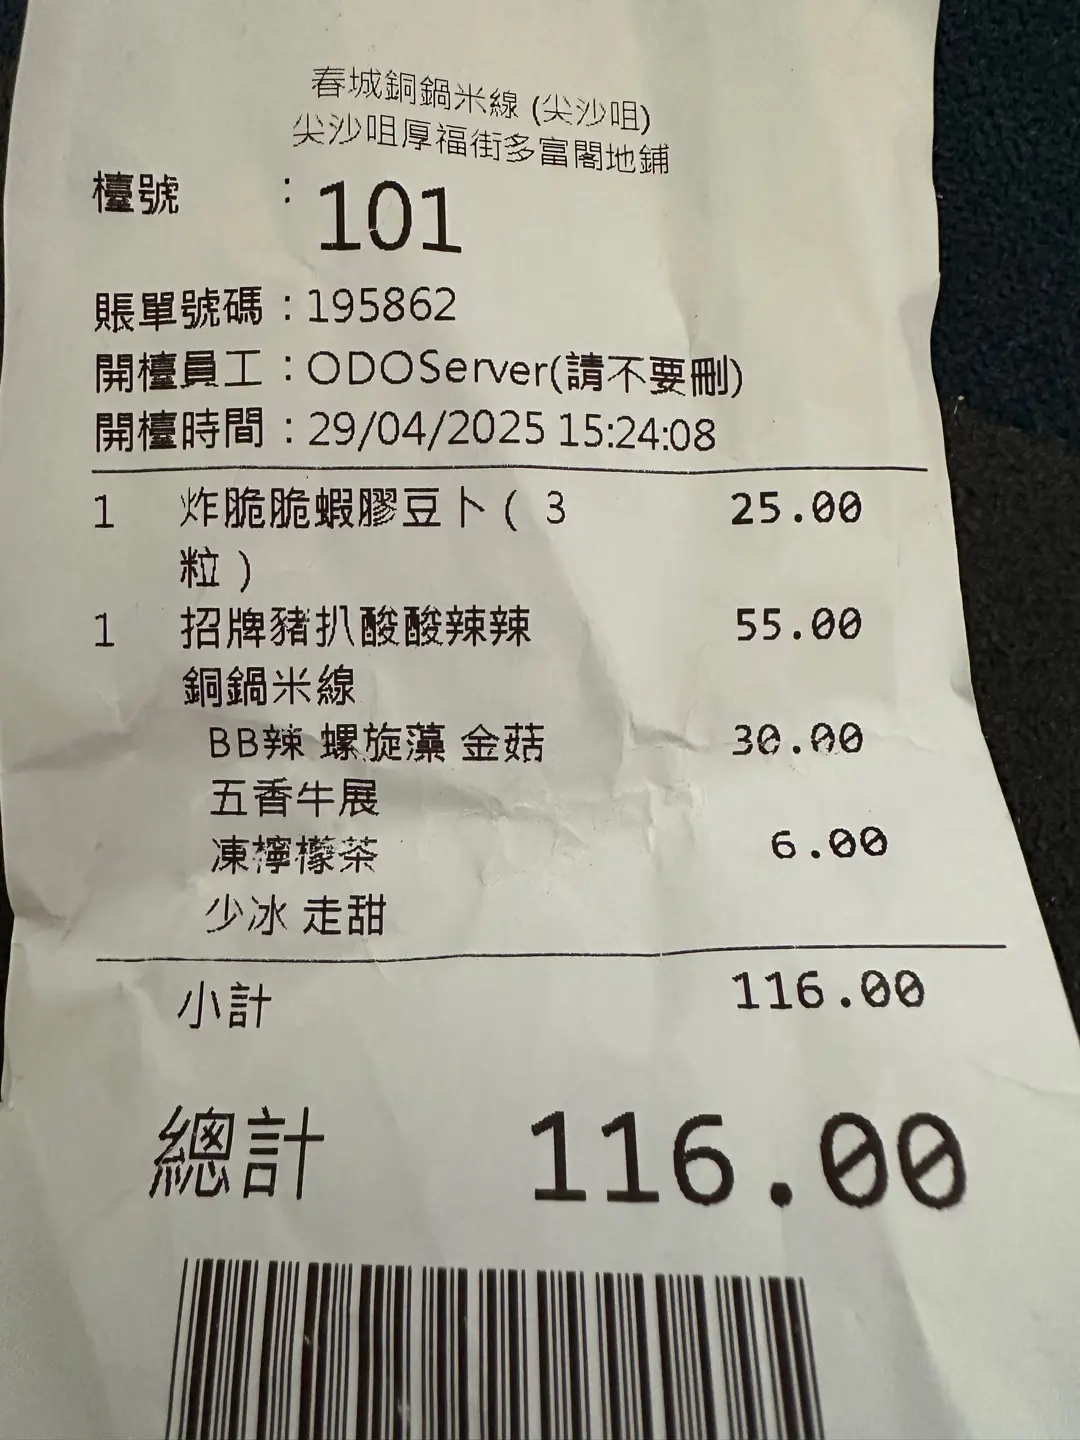 春城銅鍋米線 (尖沙咀)
尖沙咀厚福街多富閣地鋪
檯號 : 101
賬單號碼 : 195862
開檯員工 : ODOServer(請不要刪)
開檯時間 : 29/04/2025 15:24:08
1 炸脆脆蝦膠豆卜 ( 3 25.00
粒 )
1 招牌豬扒酸酸辣辣 55.00
銅鍋米線
BB辣 螺旋藻 金菇 30.00
五香牛展
凍檸檬茶 6.00
少冰 走甜
小計 116.00
總計 116.00